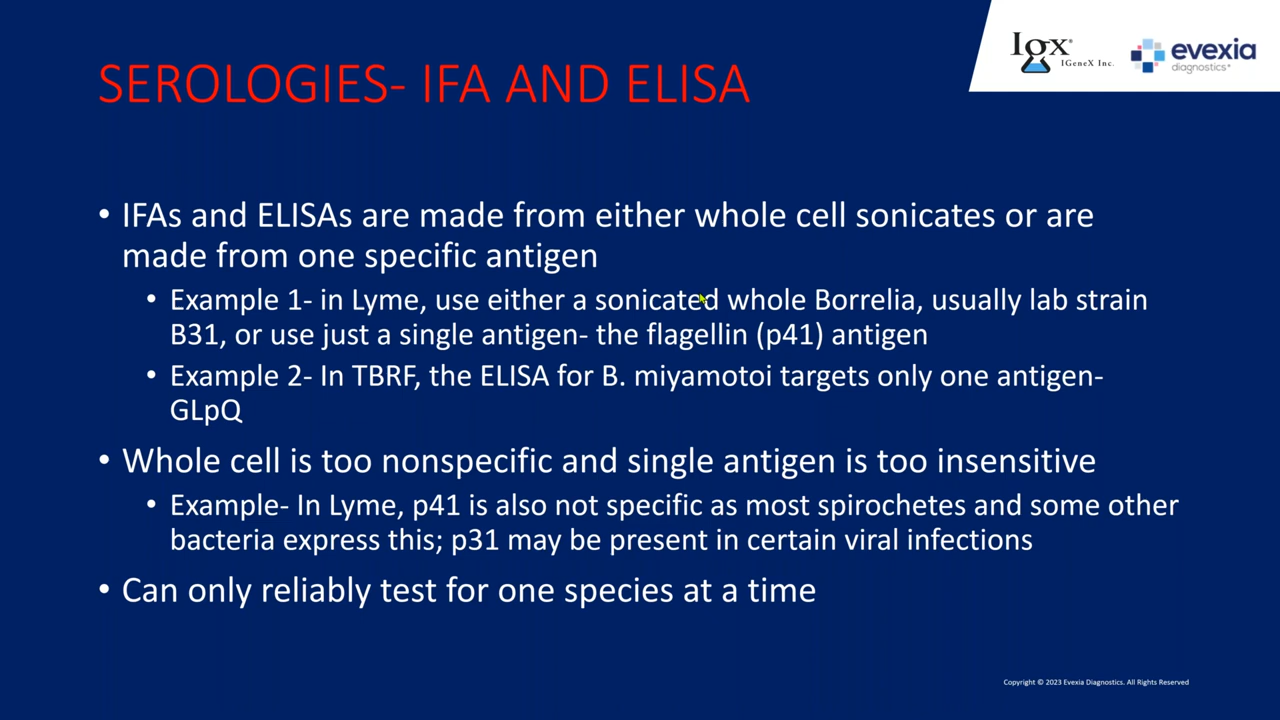 Igx®
IGeneX Inc.
evexia
diagnostics
SEROLOGIES- IFA AND ELISA
• IFAs and ELISAs are made from either whole cell sonicates or are
made from one specific antigen
• Example 1- in Lyme, use either a sonicated whole Borrelia, usually lab strain
B31, or use just a single antigen- the flagellin (p41) antigen
• Example 2- In TBRF, the ELISA for B. miyamotoi targets only one antigen-
GLpQ
• Whole cell is too nonspecific and single antigen is too insensitive
• Example- In Lyme, p41 is also not specific as most spirochetes and some other
bacteria express this; p31 may be present in certain viral infections
• Can only reliably test for one species at a time
Copyright © 2023 Evexia Diagnostics. All Rights Reserved